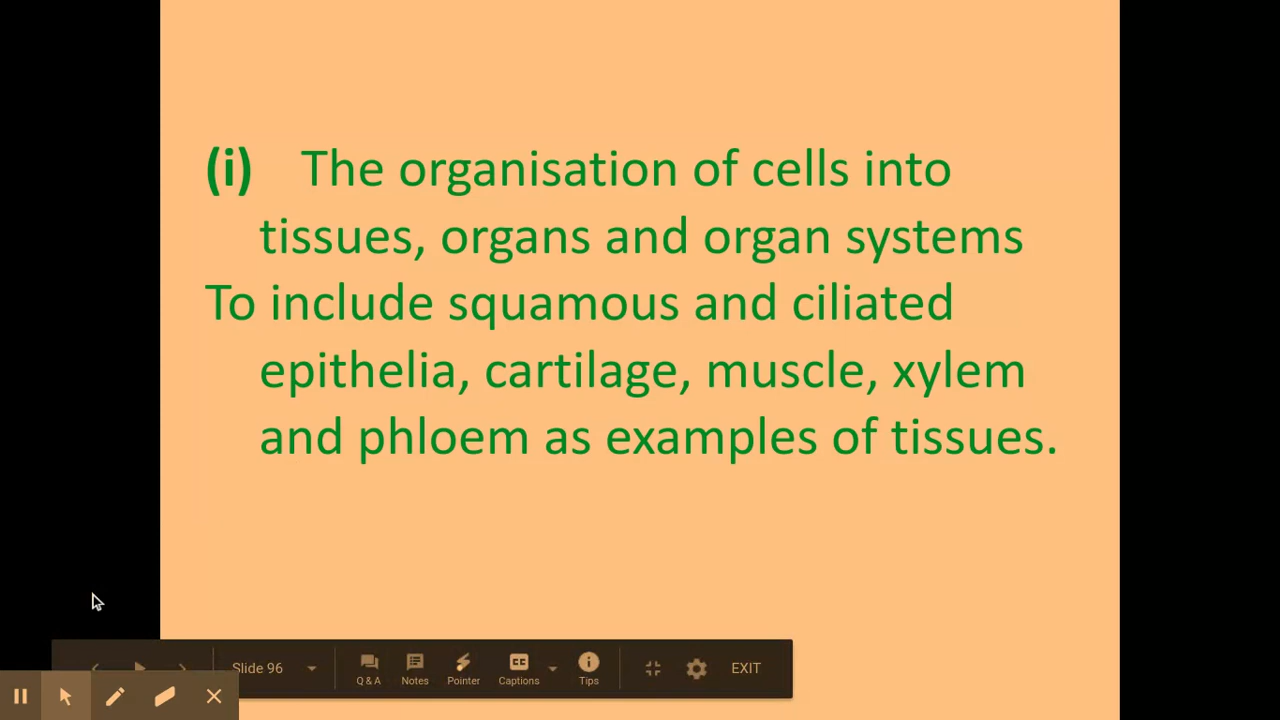 (i) The organisation of cells into
tissues, organs and organ systems
To include squamous and ciliated
epithelia, cartilage, muscle, xylem
and phloem as examples of tissues.
Slide 96
Q & A
Notes
Pointer
CC
Captions
Tips
EXIT